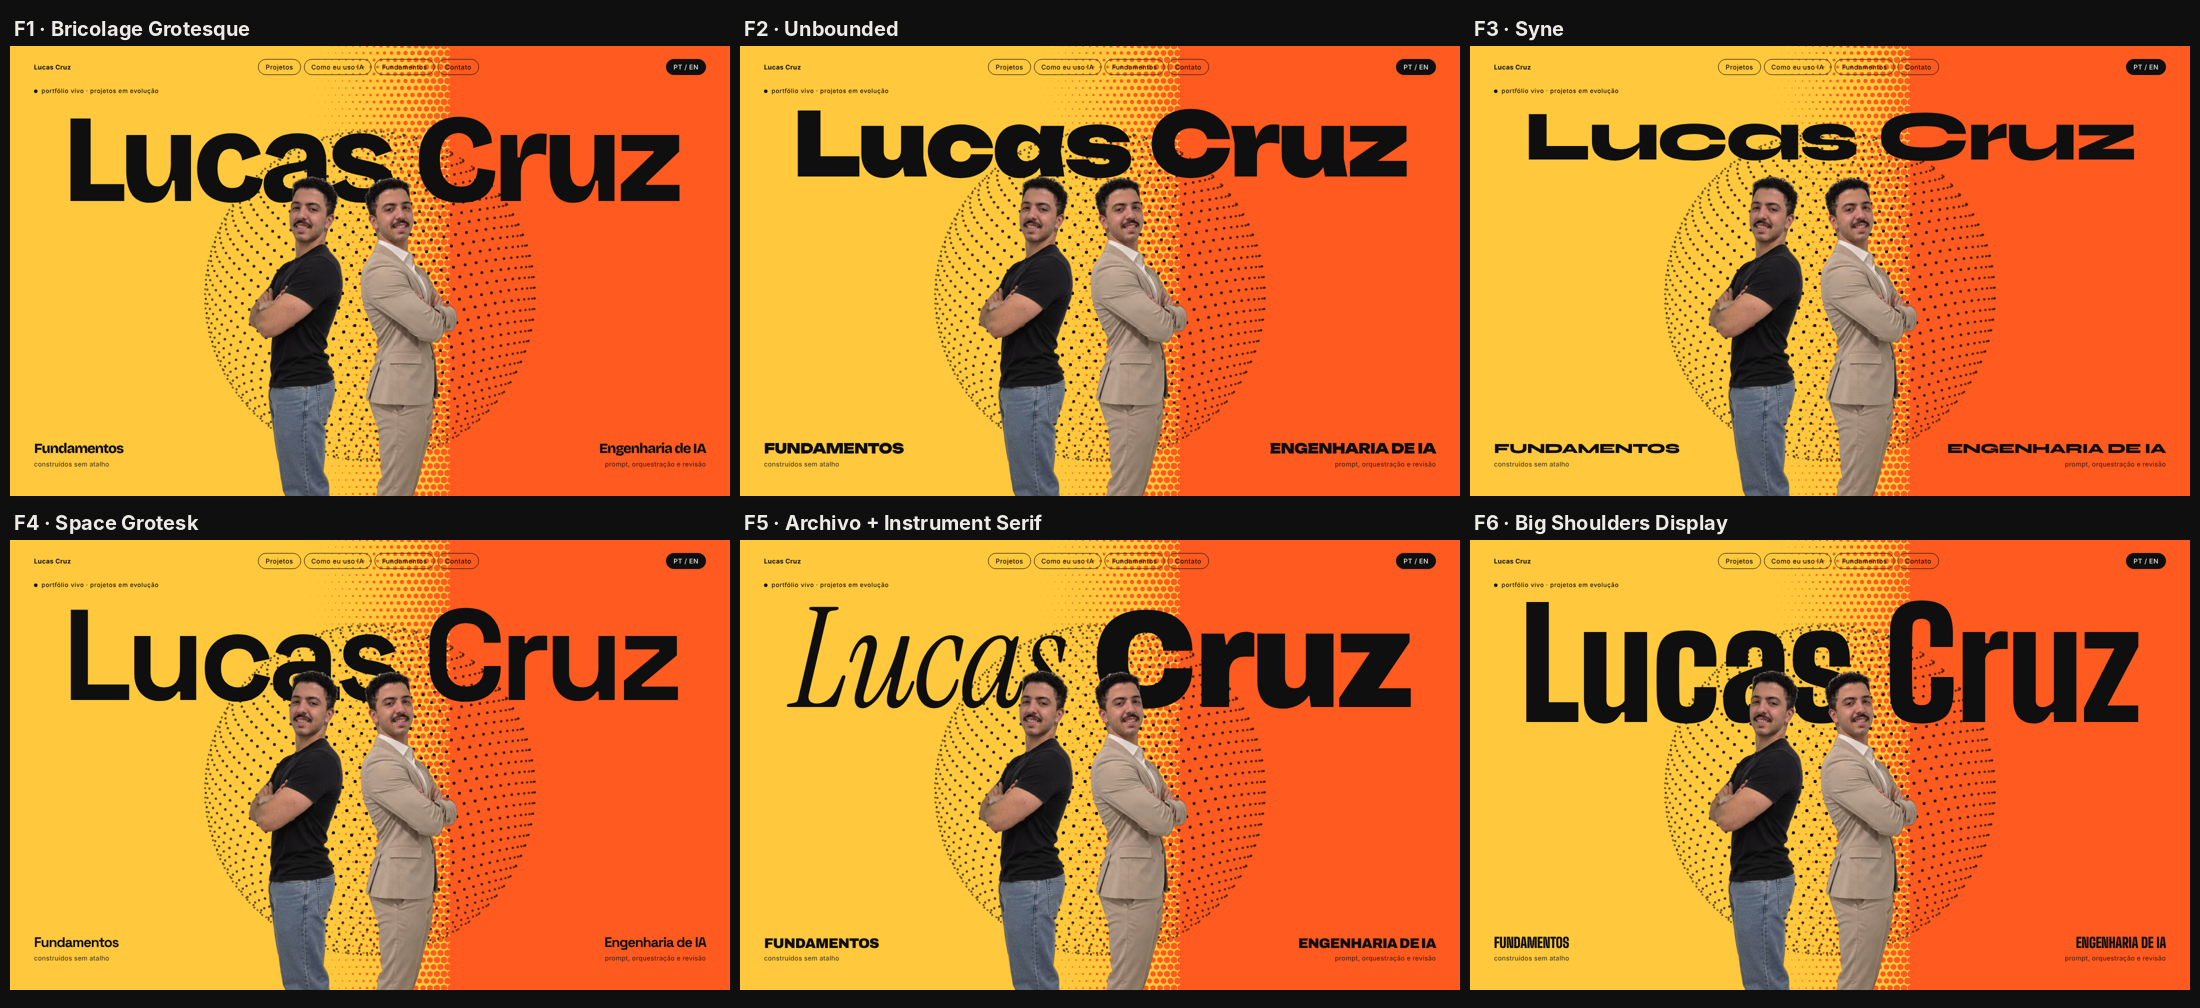 F1 · Bricolage Grotesque
Lucas Cruz
Projetos
Como eu uso IA
Fundamentos
Contato
PT / EN
portfólio vivo · projetos em evolução
Lucas Cruz
Fundamentos
construídos sem atalho
Engenharia de IA
prompt, orquestração e revisão
F2 · Unbounded
Lucas Cruz
Projetos
Como eu uso IA
Fundamentos
Contato
PT / EN
portfólio vivo · projetos em evolução
Lucas Cruz
FUNDAMENTOS
construídos sem atalho
ENGENHARIA DE IA
prompt, orquestração e revisão
F3 · Syne
Lucas Cruz
Projetos
Como eu uso IA
Fundamentos
Contato
PT / EN
portfólio vivo · projetos em evolução
Lucas Cruz
FUNDAMENTOS
construídos sem atalho
ENGENHARIA DE IA
prompt, orquestração e revisão
F4 · Space Grotesk
Lucas Cruz
Projetos
Como eu uso IA
Fundamentos
Contato
PT / EN
portfólio vivo · projetos em evolução
Lucas Cruz
Fundamentos
construídos sem atalho
Engenharia de IA
prompt, orquestração e revisão
F5 · Archivo + Instrument Serif
Lucas Cruz
Projetos
Como eu uso IA
Fundamentos
Contato
PT / EN
portfólio vivo · projetos em evolução
Lucas Cruz
FUNDAMENTOS
construídos sem atalho
ENGENHARIA DE IA
prompt, orquestração e revisão
F6 · Big Shoulders Display
Lucas Cruz
Projetos
Como eu uso IA
Fundamentos
Contato
PT / EN
portfólio vivo · projetos em evolução
Lucas Cruz
FUNDAMENTOS
construídos sem atalho
ENGENHARIA DE IA
prompt, orquestração e revisão